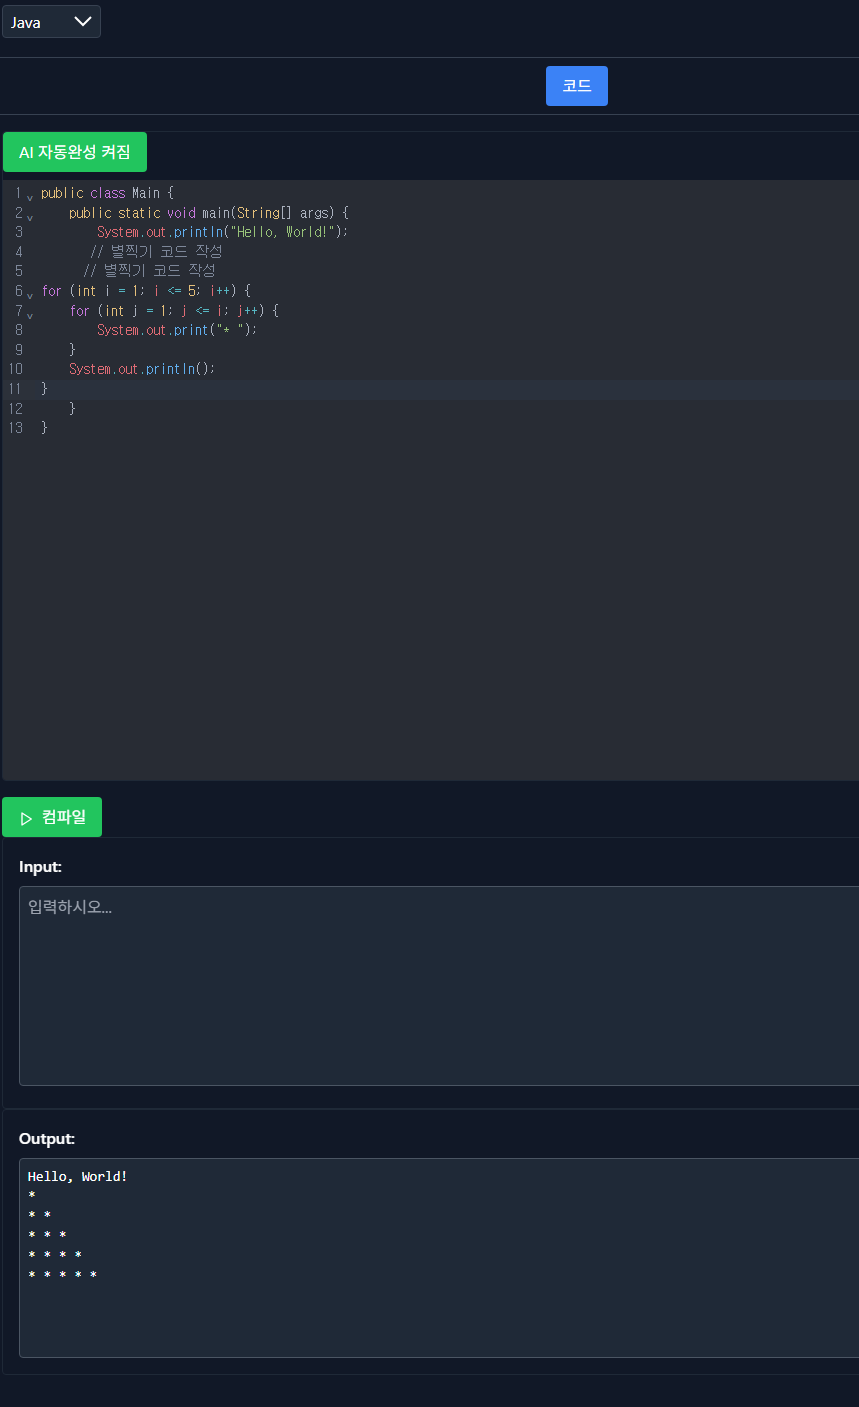 Java
코드
AI 자동완성 켜짐
1 public class Main {
2     public static void main(String[] args) {
3         System.out.println("Hello, World!");
4        // 별찍기 코드 작성
5       // 별찍기 코드 작성
6 for (int i = 1; i <= 5; i++) {
7     for (int j = 1; j <= i; j++) {
8         System.out.print("* ");
9     }
10     System.out.println();
11 }
12     }
13 }
컴파일
Input:
입력하시오...
Output:
Hello, World!
*
* *
* * *
* * * *
* * * * *